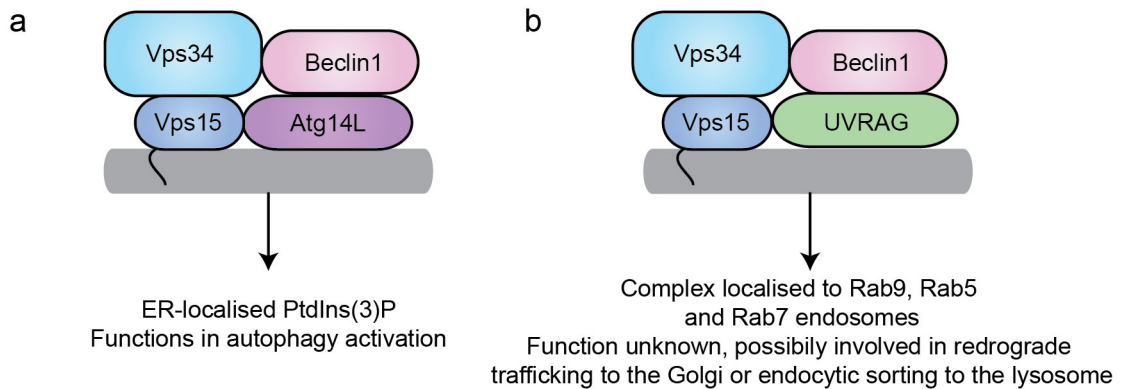 a
Vps34
Beclin1
Vps15
Atg14L
ER-localised PtdIns(3)P
Functions in autophagy activation
b
Vps34
Beclin1
Vps15
UVRAG
Complex localised to Rab9, Rab5
and Rab7 endosomes
Function unknown, possibily involved in redrograde
trafficking to the Golgi or endocytic sorting to the lysosome